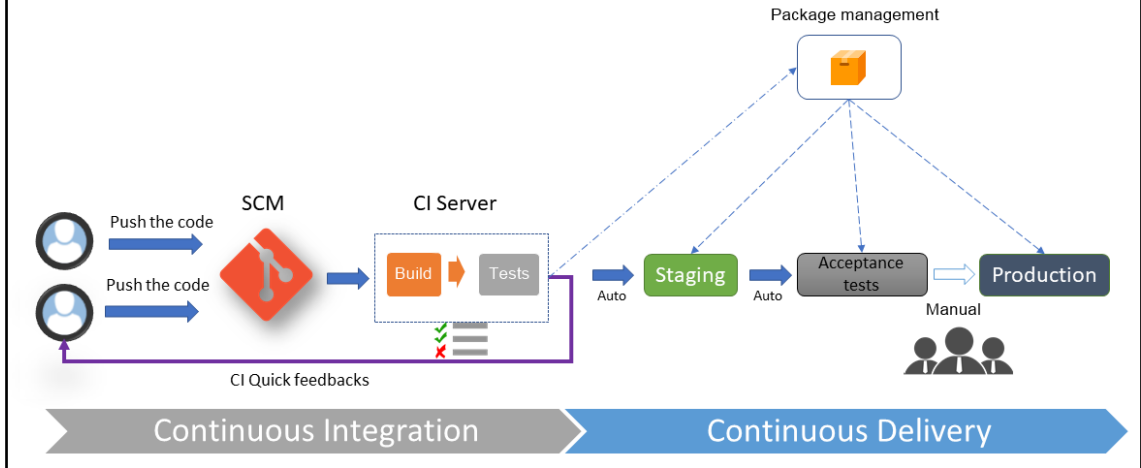 Package management
SCM
CI Server
Push the code
Push the code
Build
Tests
Auto
Staging
Auto
Acceptance
tests
Production
Manual
CI Quick feedbacks
Continuous Integration
Continuous Delivery